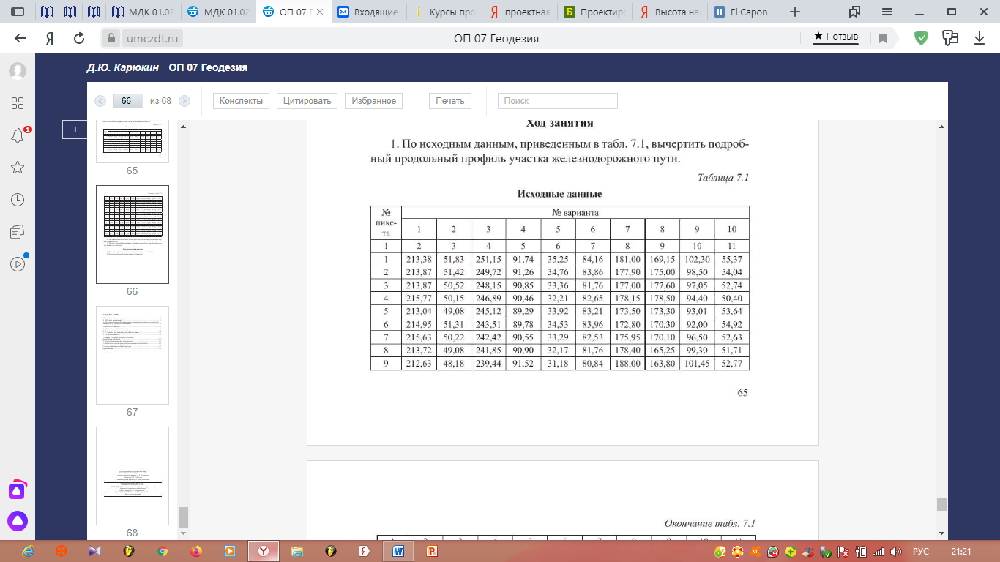 МДК 01.02
МДК 01.02
ОП 07 Г
Входящие
Курсы про
проектная
Проектиро
Высота на
El Capon -
umczdt.ru
ОП 07 Геодезия
★ 1 отзыв
Д.Ю. Карюкин ОП 07 Геодезия
66 из 68
Конспекты
Цитировать
Избранное
Печать
Поиск
+
1
65
66
67
68
Ход занятия
1. По исходным данным, приведенным в табл. 7.1, вычертить подроб-
ный продольный профиль участка железнодорожного пути.
Таблица 7.1
Исходные данные
№ пике-та № варианта
1 2 3 4 5 6 7 8 9 10
1 2 3 4 5 6 7 8 9 10 11
1 213,38 51,83 251,15 91,74 35,25 84,16 181,00 169,15 102,30 55,37
2 213,87 51,42 249,72 91,26 34,76 83,86 177,90 175,00 98,50 54,04
3 213,87 50,52 248,15 90,85 33,36 81,76 177,00 177,60 97,05 52,74
4 215,77 50,15 246,89 90,46 32,21 82,65 178,15 178,50 94,40 50,40
5 213,04 49,08 245,12 89,29 33,92 83,21 173,50 173,30 93,01 53,64
6 214,95 51,31 243,51 89,78 34,53 83,96 172,80 170,30 92,00 54,92
7 215,63 50,22 242,42 90,55 33,29 82,53 175,95 170,10 96,50 52,63
8 213,72 49,08 241,85 90,90 32,17 81,76 178,40 165,25 99,30 51,71
9 212,63 48,18 239,44 91,52 31,18 80,84 188,00 163,80 101,45 52,77
65
Окончание табл. 7.1
РУС
21:21